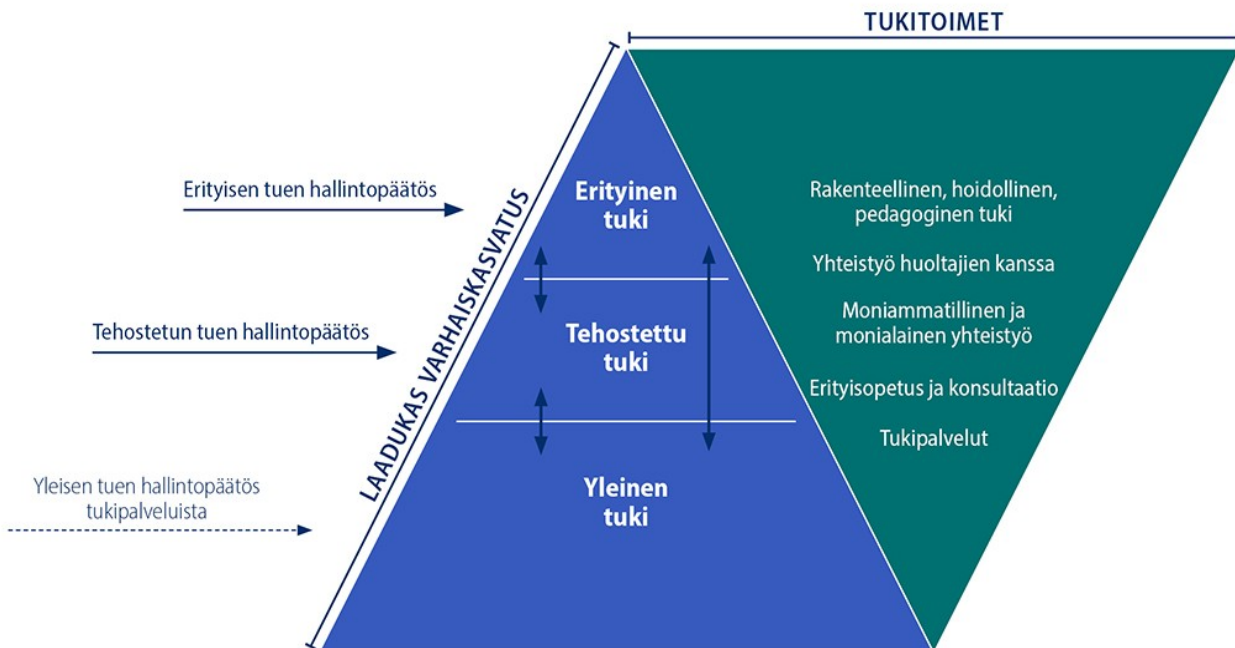 TUKITOIMET
LAADUKAS VARHAISKASVATUS
Erityisen tuen hallintopäätös
Tehostetun tuen hallintopäätös
Yleisen tuen hallintopäätös
tukipalveluista
Erityinen
tuki
Tehostettu
tuki
Yleinen
tuki
Rakenteellinen, hoidollinen,
pedagoginen tuki
Yhteistyö huoltajien kanssa
Moniammatillinen ja
monialainen yhteistyö
Erityisopetus ja konsultaatio
Tukipalvelut